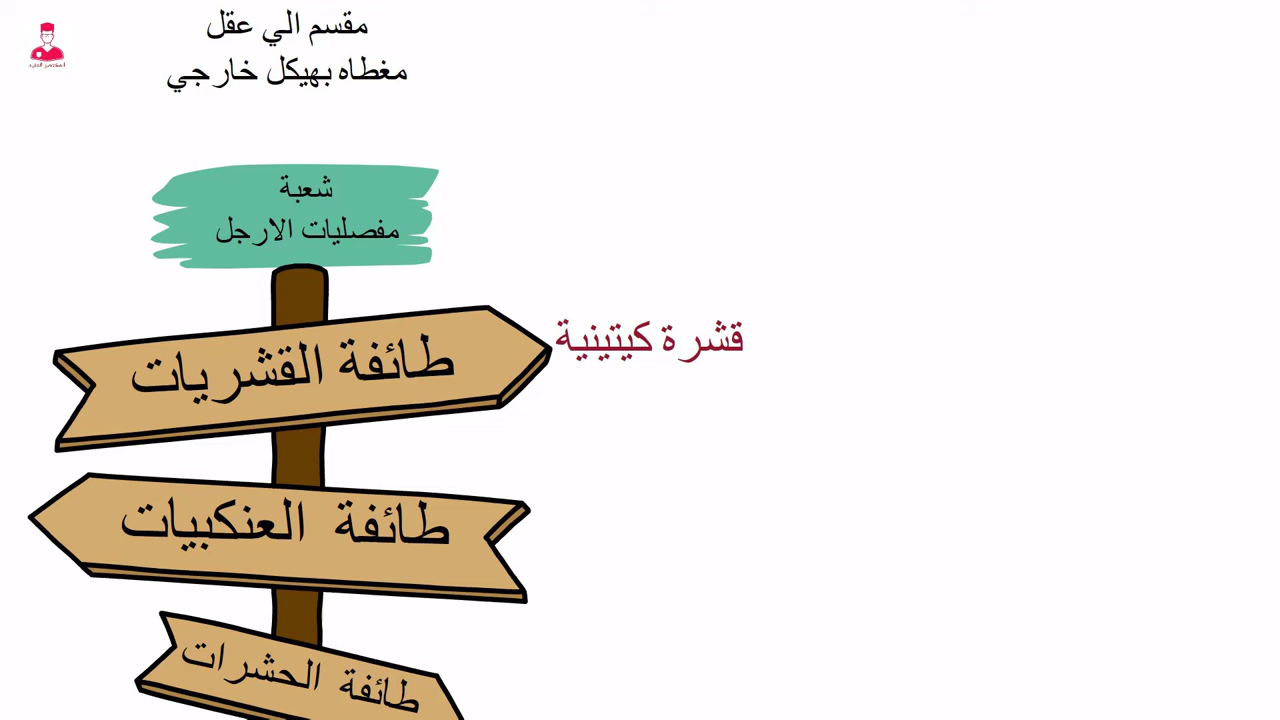 مقسم الي عقل
مغطاه بهيكل خارجي
شعبة
مفصليات الارجل
طائفة القشريات
قشرة كيتينية
طائفة العنكبيات
طائفة الحشرات